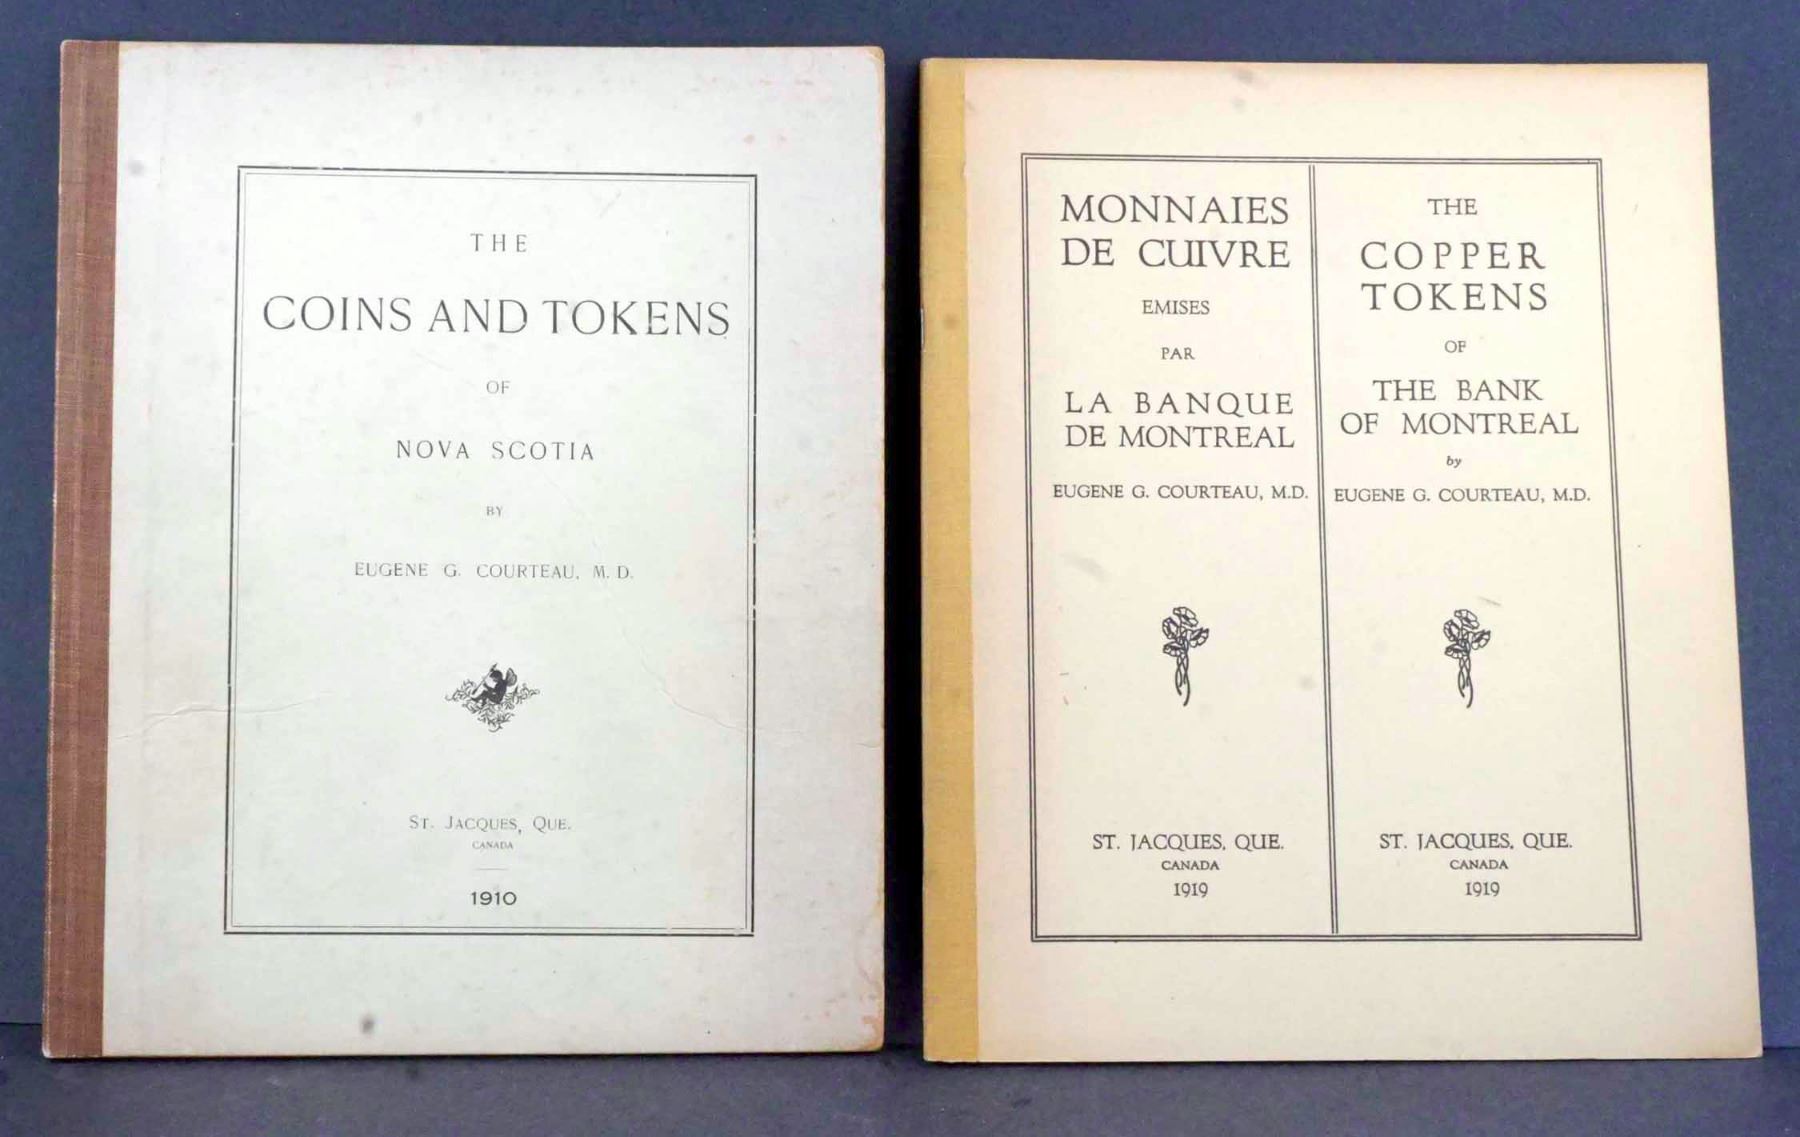 THE
COINS AND TOKENS
OF
NOVA SCOTIA
BY
EUGENE G. COURTEAU, M. D.
ST. JACQUES, QUE.
CANADA
1910
MONNAIES
DE CUIVRE
EMISES
PAR
LA BANQUE
DE MONTREAL
EUGENE G. COURTEAU, M.D.
ST. JACQUES, QUE.
CANADA
1919
THE
COPPER
TOKENS
OF
THE BANK
OF MONTREAL
by
EUGENE G. COURTEAU, M.D.
ST. JACQUES, QUE.
CANADA
1919